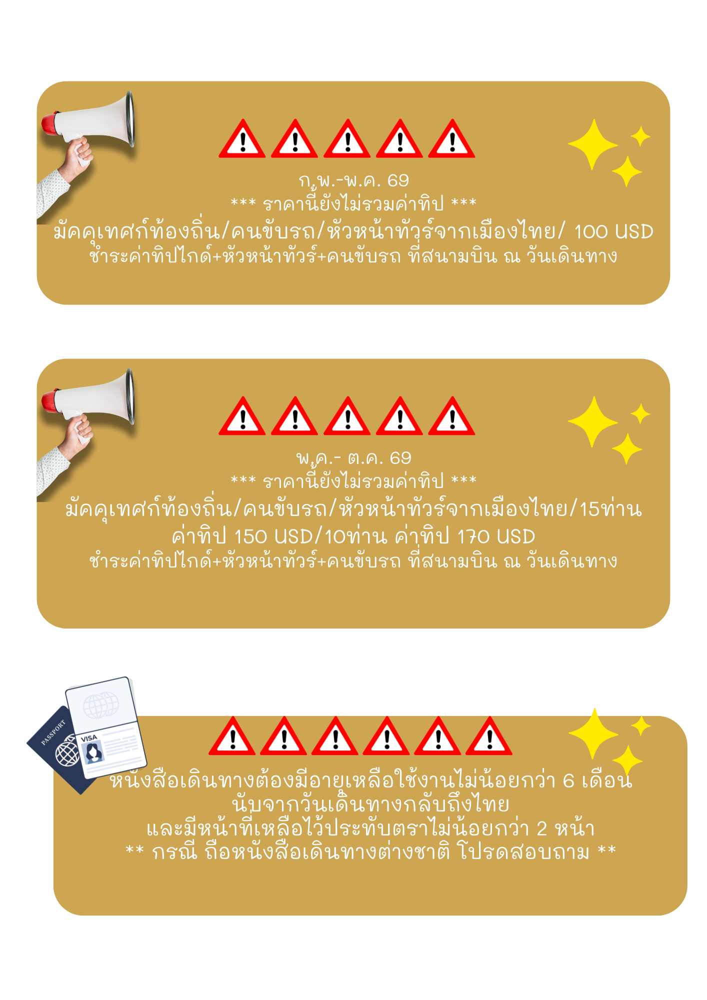 ก.พ.-พ.ค. 69
*** ราคานี้ยังไม่รวมค่าทิป ***
มัคคุเทศก์ท้องถิ่น/คนขับรถ/หัวหน้าทัวร์จากเมืองไทย/ 100 USD
ชำระค่าทิปไกด์+หัวหน้าทัวร์+คนขับรถ ที่สนามบิน ณ วันเดินทาง
พ.ค.- ต.ค. 69
*** ราคานี้ยังไม่รวมค่าทิป ***
มัคคุเทศก์ท้องถิ่น/คนขับรถ/หัวหน้าทัวร์จากเมืองไทย/15ท่าน
ค่าทิป 150 USD/10ท่าน ค่าทิป 170 USD
ชำระค่าทิปไกด์+หัวหน้าทัวร์+คนขับรถ ที่สนามบิน ณ วันเดินทาง
PASSPORT
VISA
หนังสือเดินทางต้องมีอายุเหลือใช้งานไม่น้อยกว่า 6 เดือน
นับจากวันเดินทางกลับถึงไทย
และมีหน้าที่เหลือไว้ประทับตราไม่น้อยกว่า 2 หน้า
** กรณี ถือหนังสือเดินทางต่างชาติ โปรดสอบถาม **